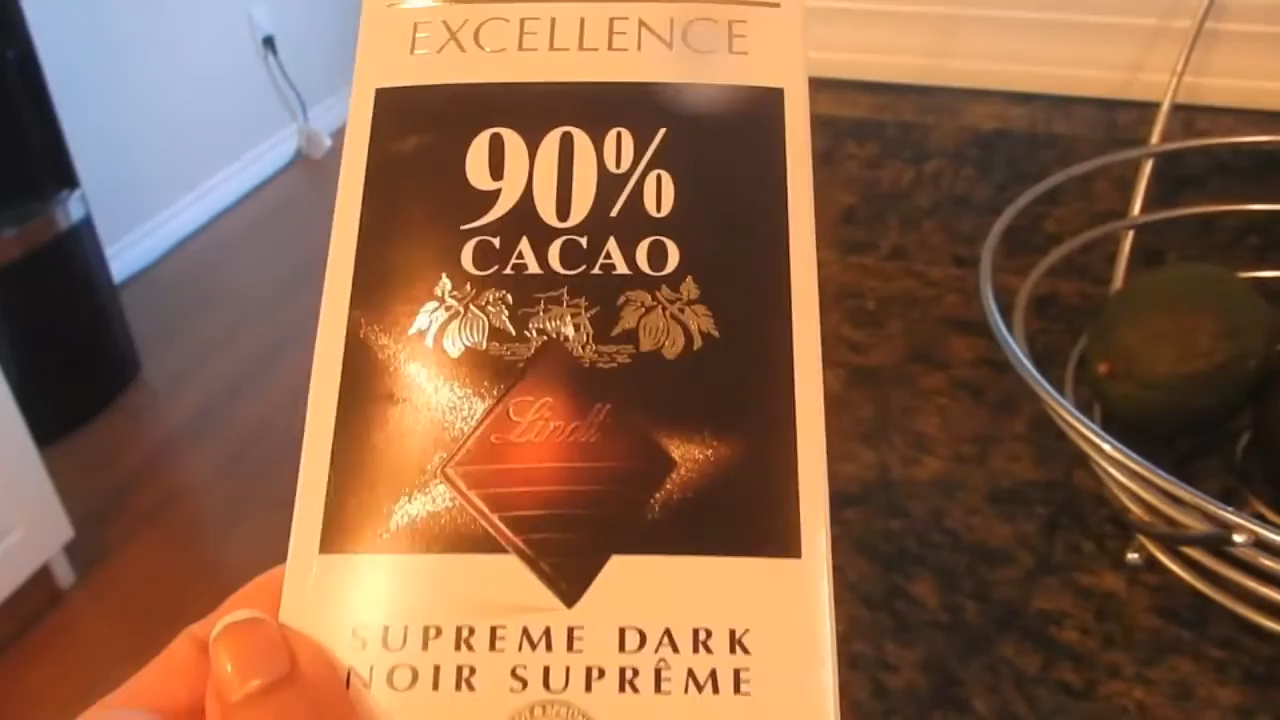 EXCELLENCE
90%
CACAO
Lindt
SUPREME DARK
NOIR SUPRÊME